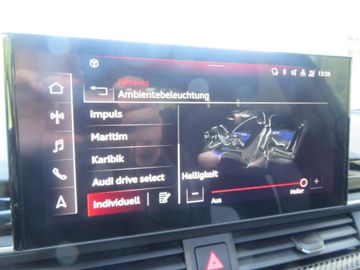 13:59
Fahrzeug
Ambientebeleuchtung
Impuls
Maritim
Karibik
Audi drive select
Individuell
Helligkeit
− +
Aus Heller